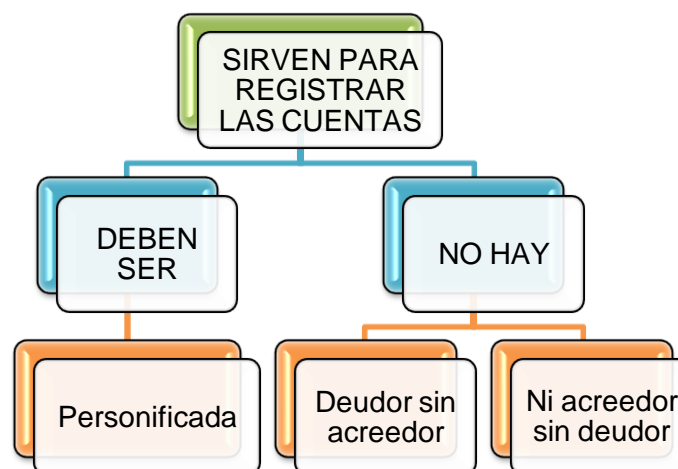 SIRVEN PARA
REGISTRAR
LAS CUENTAS
DEBEN
SER
NO HAY
Personificada
Deudor sin
acreedor
Ni acreedor
sin deudor